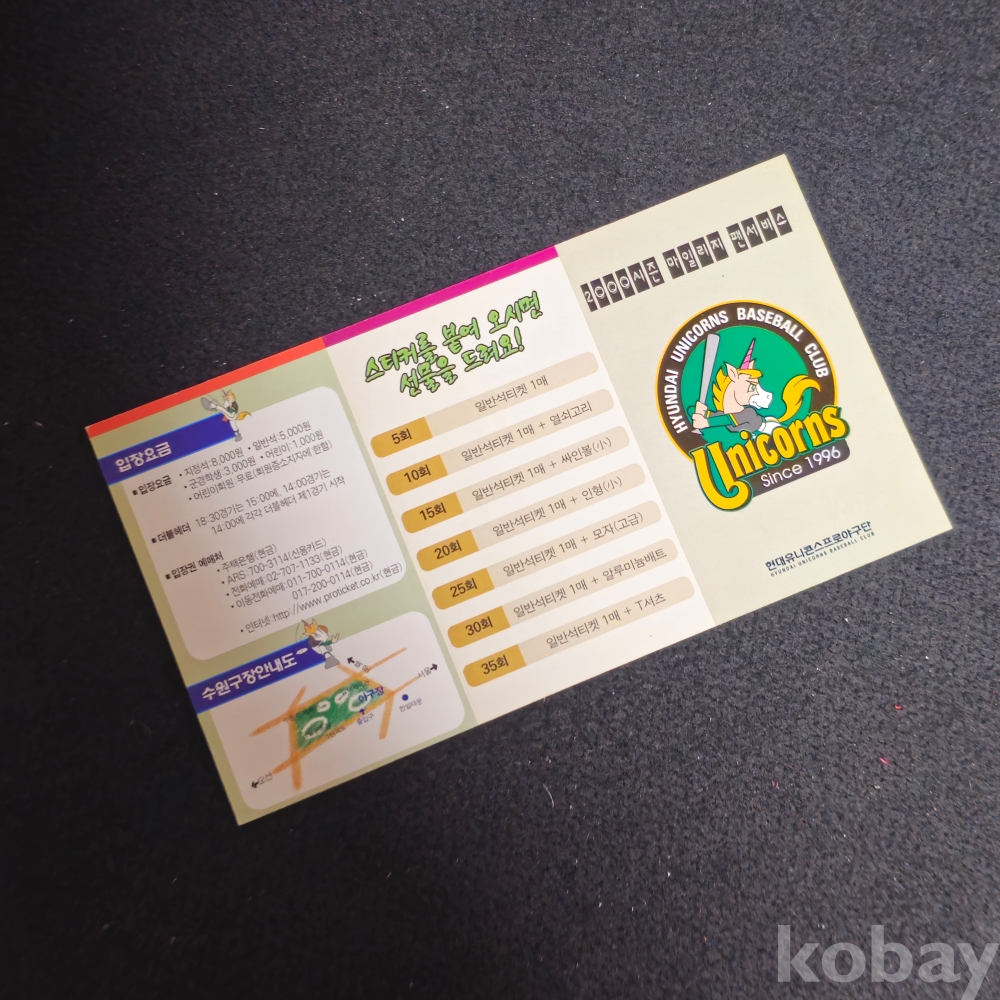 입장요금
■ 입장요금 • 지정석:8,000원 • 일반석:5,000원
• 군경학생:3,000원 • 어린이:1,000원
• 어린이회원:무료(회원증소지자에 한함)
■ 더블헤더 18:30경기는 15:00에, 14:00경기는
14:00에 각각 더블헤더 제1경기 시작
■ 입장권 예매처
• 주택은행(현금)
• ARS-700-3114(신용카드)
• 전화예매:02-707-1133(현금)
• 이동전화예매:011-700-0114(현금)
017-200-0114(현금)
• 인터넷:http://www.proticket.co.kr(현금)
수원구장안내도
서울
야구장
출입구
한일타운
오산
스티커를 붙여 오시면
선물을 드려요!
5회 일반석티켓 1매
10회 일반석티켓 1매 + 열쇠고리
15회 일반석티켓 1매 + 싸인볼(小)
20회 일반석티켓 1매 + 인형(小)
25회 일반석티켓 1매 + 모자(고급)
30회 일반석티켓 1매 + 알루미늄배트
35회 일반석티켓 1매 + T셔츠
2000시즌 마일리지 팬서비스
HYUNDAI UNICORNS BASEBALL CLUB
Unicorns
Since 1996
현대유니콘스프로야구단
HYUNDAI UNICORNS BASEBALL CLUB
kobay